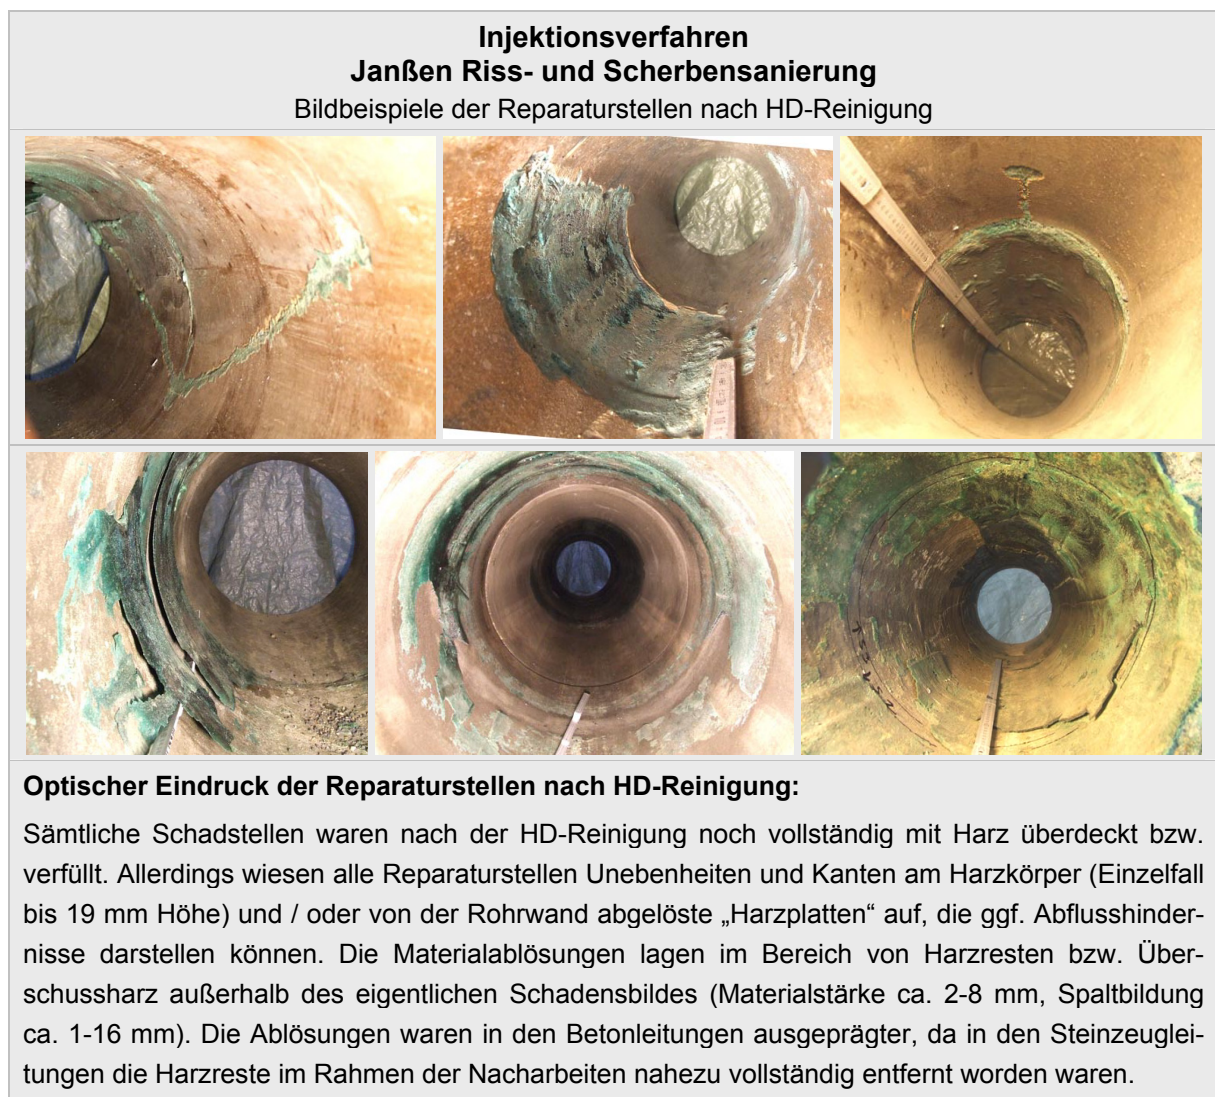 Injektionsverfahren
Janßen Riss- und Scherbensanierung
Bildbeispiele der Reparaturstellen nach HD-Reinigung
Optischer Eindruck der Reparaturstellen nach HD-Reinigung:
Sämtliche Schadstellen waren nach der HD-Reinigung noch vollständig mit Harz überdeckt bzw.
verfüllt. Allerdings wiesen alle Reparaturstellen Unebenheiten und Kanten am Harzkörper (Einzelfall
bis 19 mm Höhe) und / oder von der Rohrwand abgelöste „Harzplatten“ auf, die ggf. Abflusshinder-
nisse darstellen können. Die Materialablösungen lagen im Bereich von Harzresten bzw. Über-
schussharz außerhalb des eigentlichen Schadensbildes (Materialstärke ca. 2-8 mm, Spaltbildung
ca. 1-16 mm). Die Ablösungen waren in den Betonleitungen ausgeprägter, da in den Steinzeuglei-
tungen die Harzreste im Rahmen der Nacharbeiten nahezu vollständig entfernt worden waren.